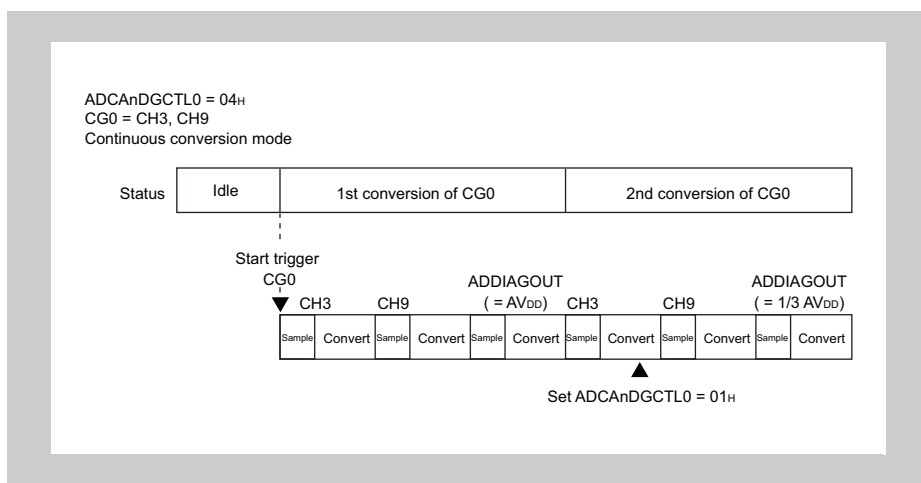 ADCAnDGCTL0 = 04H
CG0 = CH3, CH9
Continuous conversion mode
Status
Idle
1st conversion of CG0
2nd conversion of CG0
Start trigger
CG0
CH3
CH9
ADDIAGOUT
( = AVDD)
CH3
CH9
ADDIAGOUT
( = 1/3 AVDD)
Sample Convert Sample Convert Sample Convert Sample Convert Sample Convert Sample Convert
Set ADCAnDGCTL0 = 01H